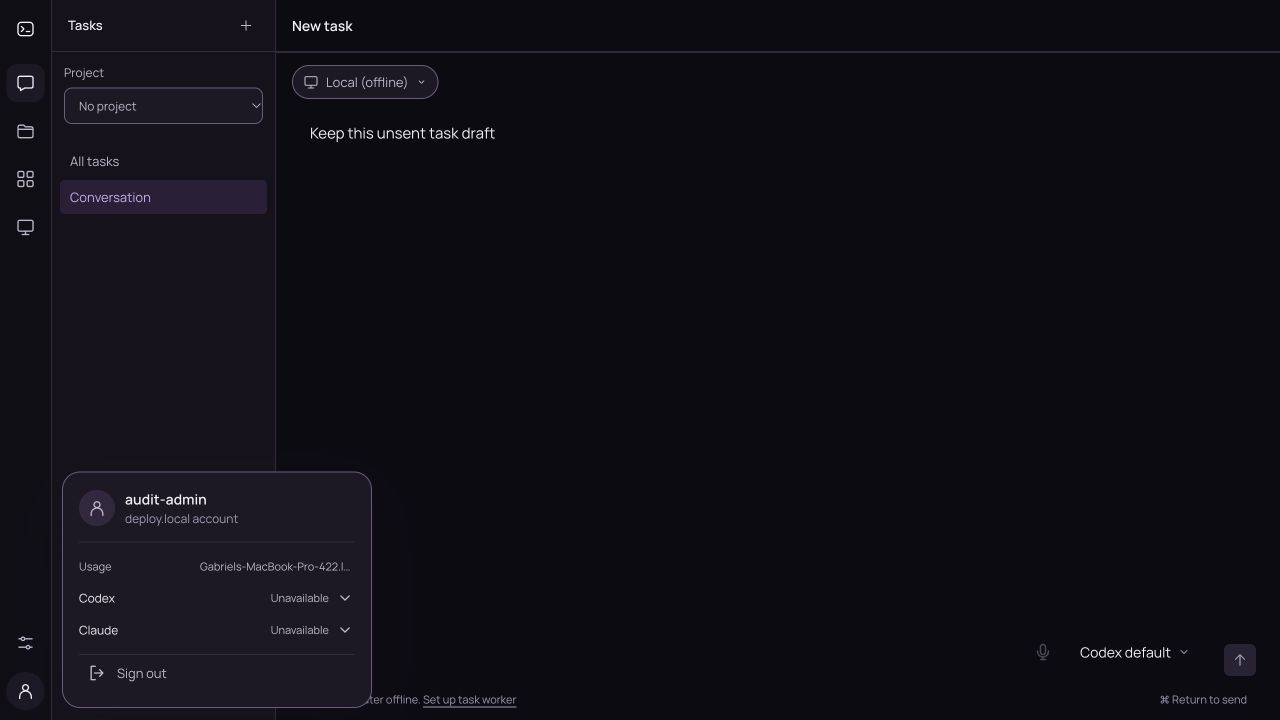 Tasks
New task
Project
No project
Local (offline)
Keep this unsent task draft
All tasks
Conversation
audit-admin
deploy.local account
Usage
Gabriels-MacBook-Pro-422.l...
Codex
Unavailable
Claude
Unavailable
Sign out
Codex default
offline. Set up task worker
⌘ Return to send